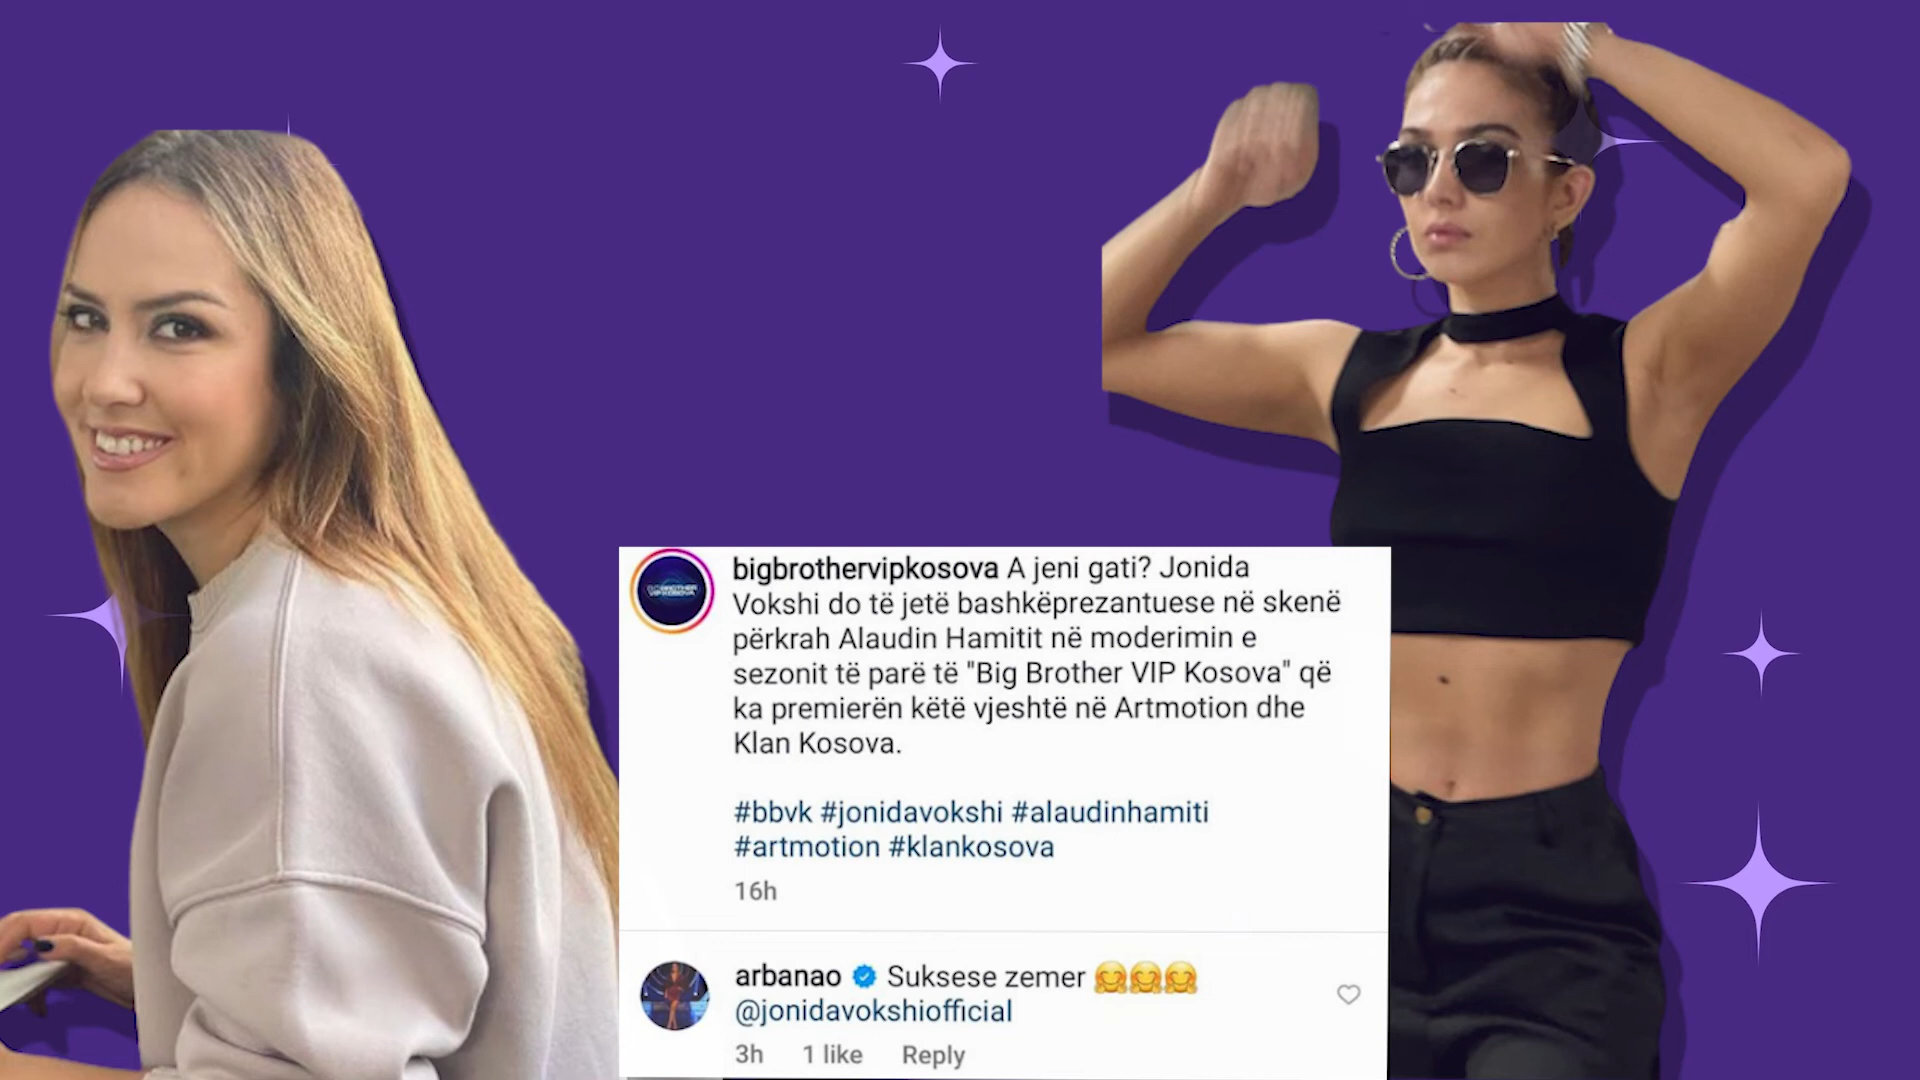 bigbrothervipkosova A jeni gati? Jonida
Vokshi do të jetë bashkëprezantuese në skenë
përkrah Alaudin Hamitit në moderimin e
sezonit të parë të "Big Brother VIP Kosova" që
ka premierën këtë vjeshtë në Artmotion dhe
Klan Kosova.
#bbvk #jonidavokshi #alaudinhamiti
#artmotion #klankosova
16h
arbanao Suksese zemer 🤗🤗🤗
@jonidavokshiofficial
3h 1 like Reply